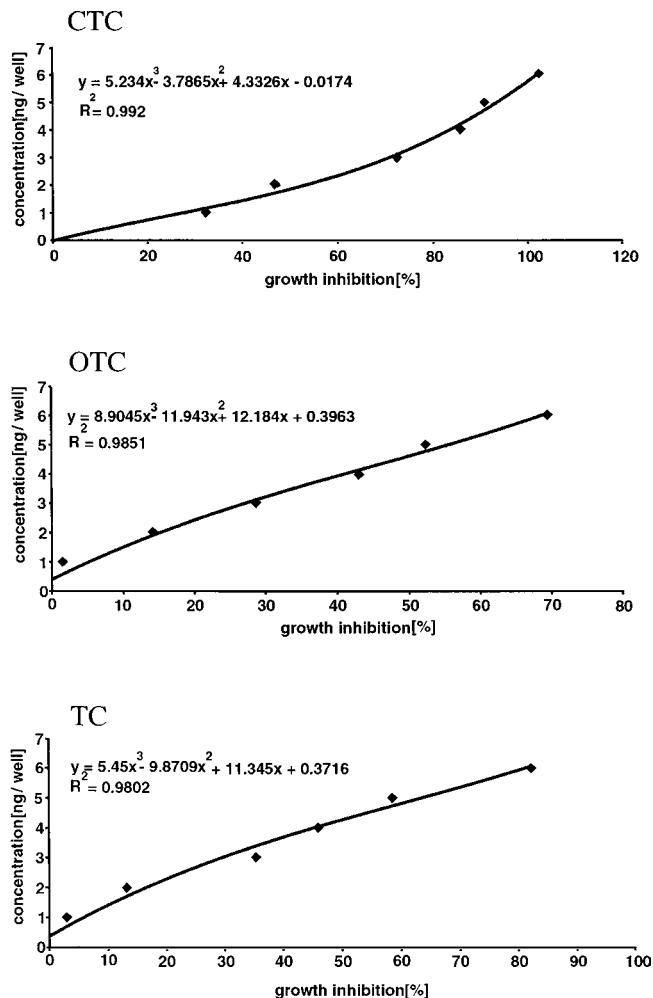 CTC
7
6
5
4
3
2
1
0
concentration[ng/ well]
y = 5.234x³- 3.7865x²+ 4.3326x - 0.0174
R²= 0.992
0 20 40 60 80 100 120
growth inhibition[%]
OTC
7
6
5
4
3
2
1
0
concentration[ng/ well]
y = 8.9045x³- 11.943x²+ 12.184x + 0.3963
R² = 0.9851
0 10 20 30 40 50 60 70 80
growth inhibition[%]
TC
7
6
5
4
3
2
1
0
concentration[ng/ well]
y = 5.45x³- 9.8709x²+ 11.345x + 0.3716
R²= 0.9802
0 10 20 30 40 50 60 70 80 90 100
growth inhibition[%]